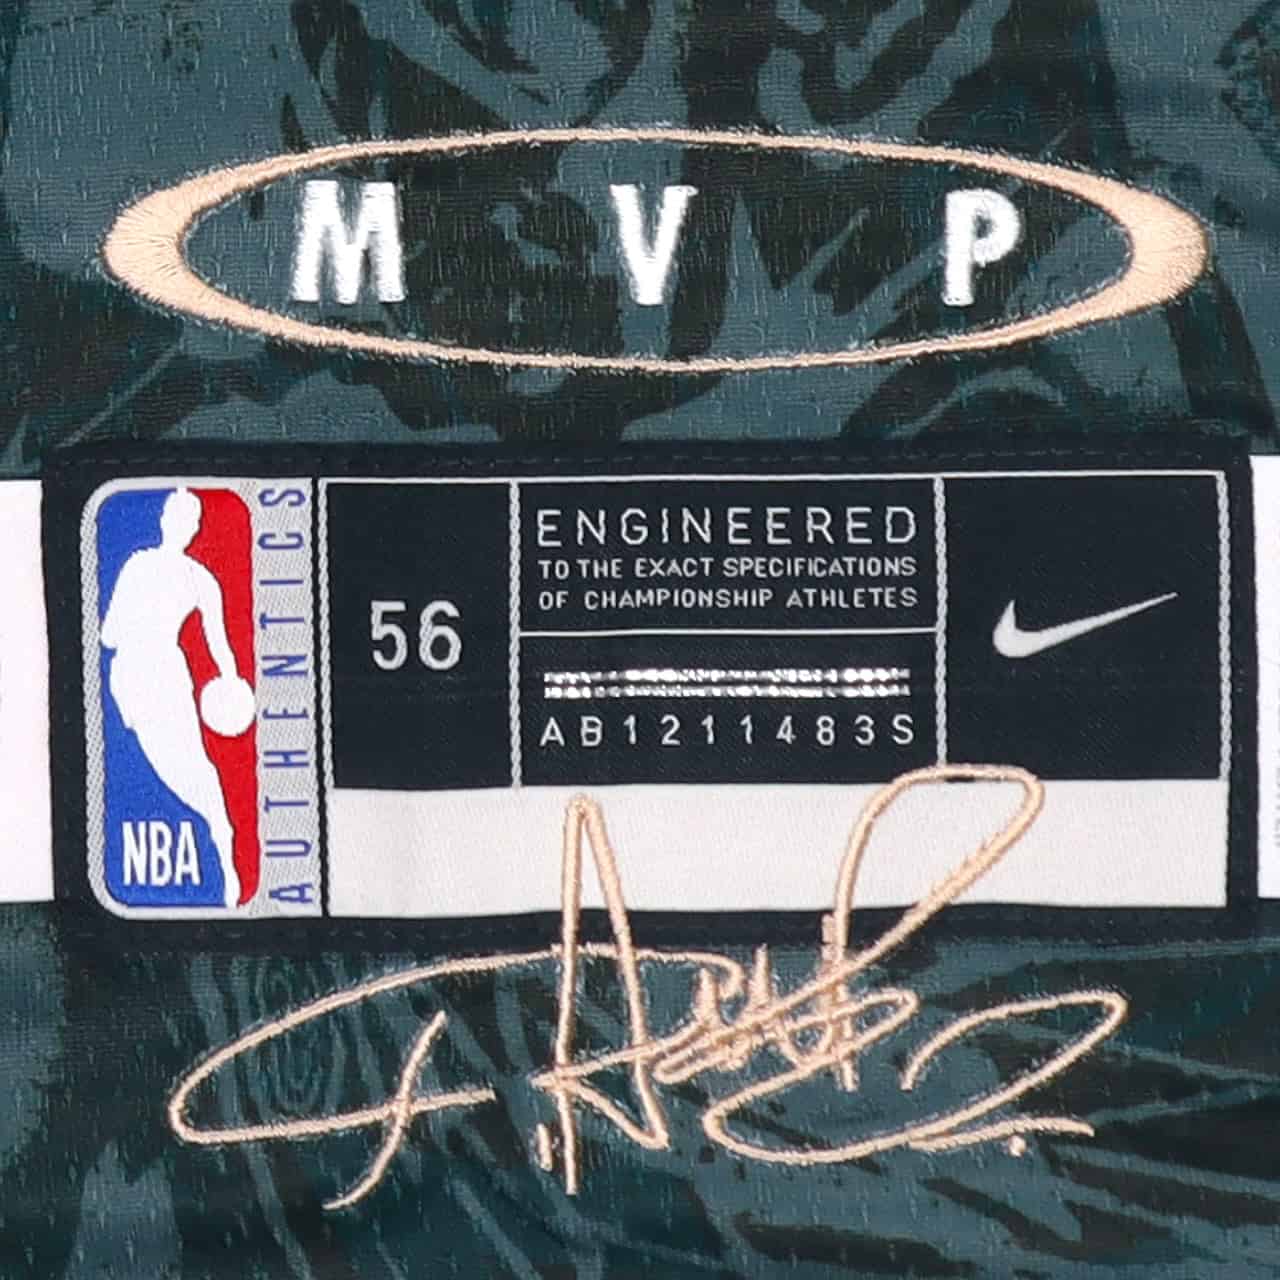 MVP
NBA
AUTHENTICS
56
ENGINEERED
TO THE EXACT SPECIFICATIONS
OF CHAMPIONSHIP ATHLETES
AB1211483S